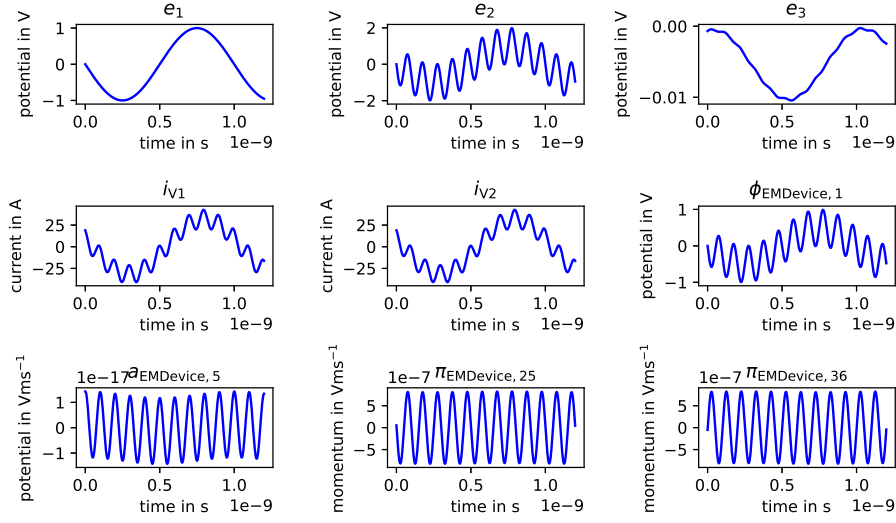 e₁
potential in V
1
0
−1
0.0 0.5 1.0
time in s 1e−9
e₂
potential in V
2
0
−2
0.0 0.5 1.0
time in s 1e−9
e₃
potential in V
0.00
−0.01
0.0 0.5 1.0
time in s 1e−9
i_V1
current in A
25
0
−25
0.0 0.5 1.0
time in s 1e−9
i_V2
current in A
25
0
−25
0.0 0.5 1.0
time in s 1e−9
ϕ_EMDevice, 1
potential in V
1
0
−1
0.0 0.5 1.0
time in s 1e−9
1e−17 a_EMDevice, 5
potential in Vms⁻¹
1
0
−1
0.0 0.5 1.0
time in s 1e−9
1e−7 π_EMDevice, 25
momentum in Vms⁻¹
5
0
−5
0.0 0.5 1.0
time in s 1e−9
1e−7 π_EMDevice, 36
momentum in Vms⁻¹
5
0
−5
0.0 0.5 1.0
time in s 1e−9